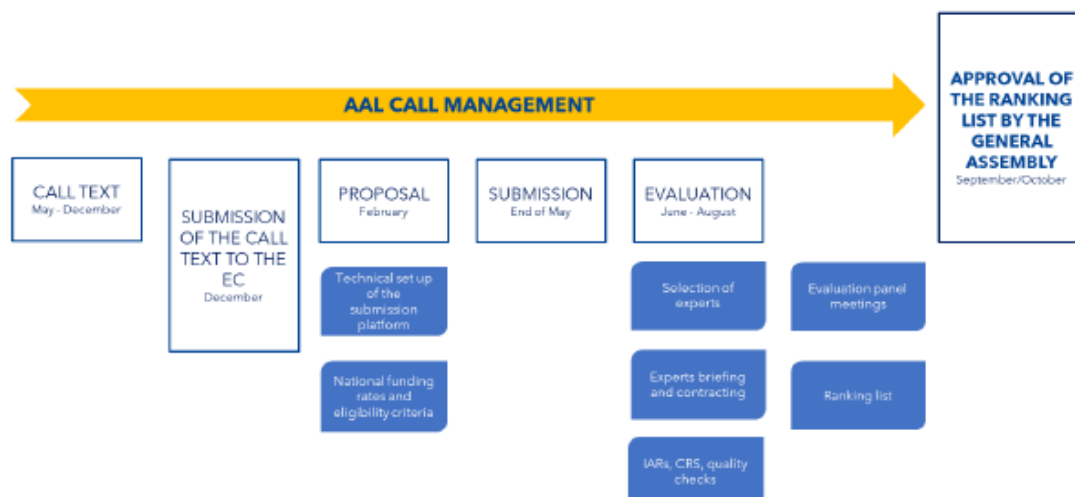 AAL CALL MANAGEMENT
APPROVAL OF
THE RANKING
LIST BY THE
GENERAL
ASSEMBLY
September/October
CALL TEXT
May - December
SUBMISSION
OF THE CALL
TEXT TO THE
EC
December
PROPOSAL
February
Technical set up
of the
submission
platform
National funding
rates and
eligibility criteria
SUBMISSION
End of May
EVALUATION
June - August
Selection of
experts
Experts briefing
and contracting
IARs, CRS, quality
checks
Evaluation panel
meetings
Ranking list